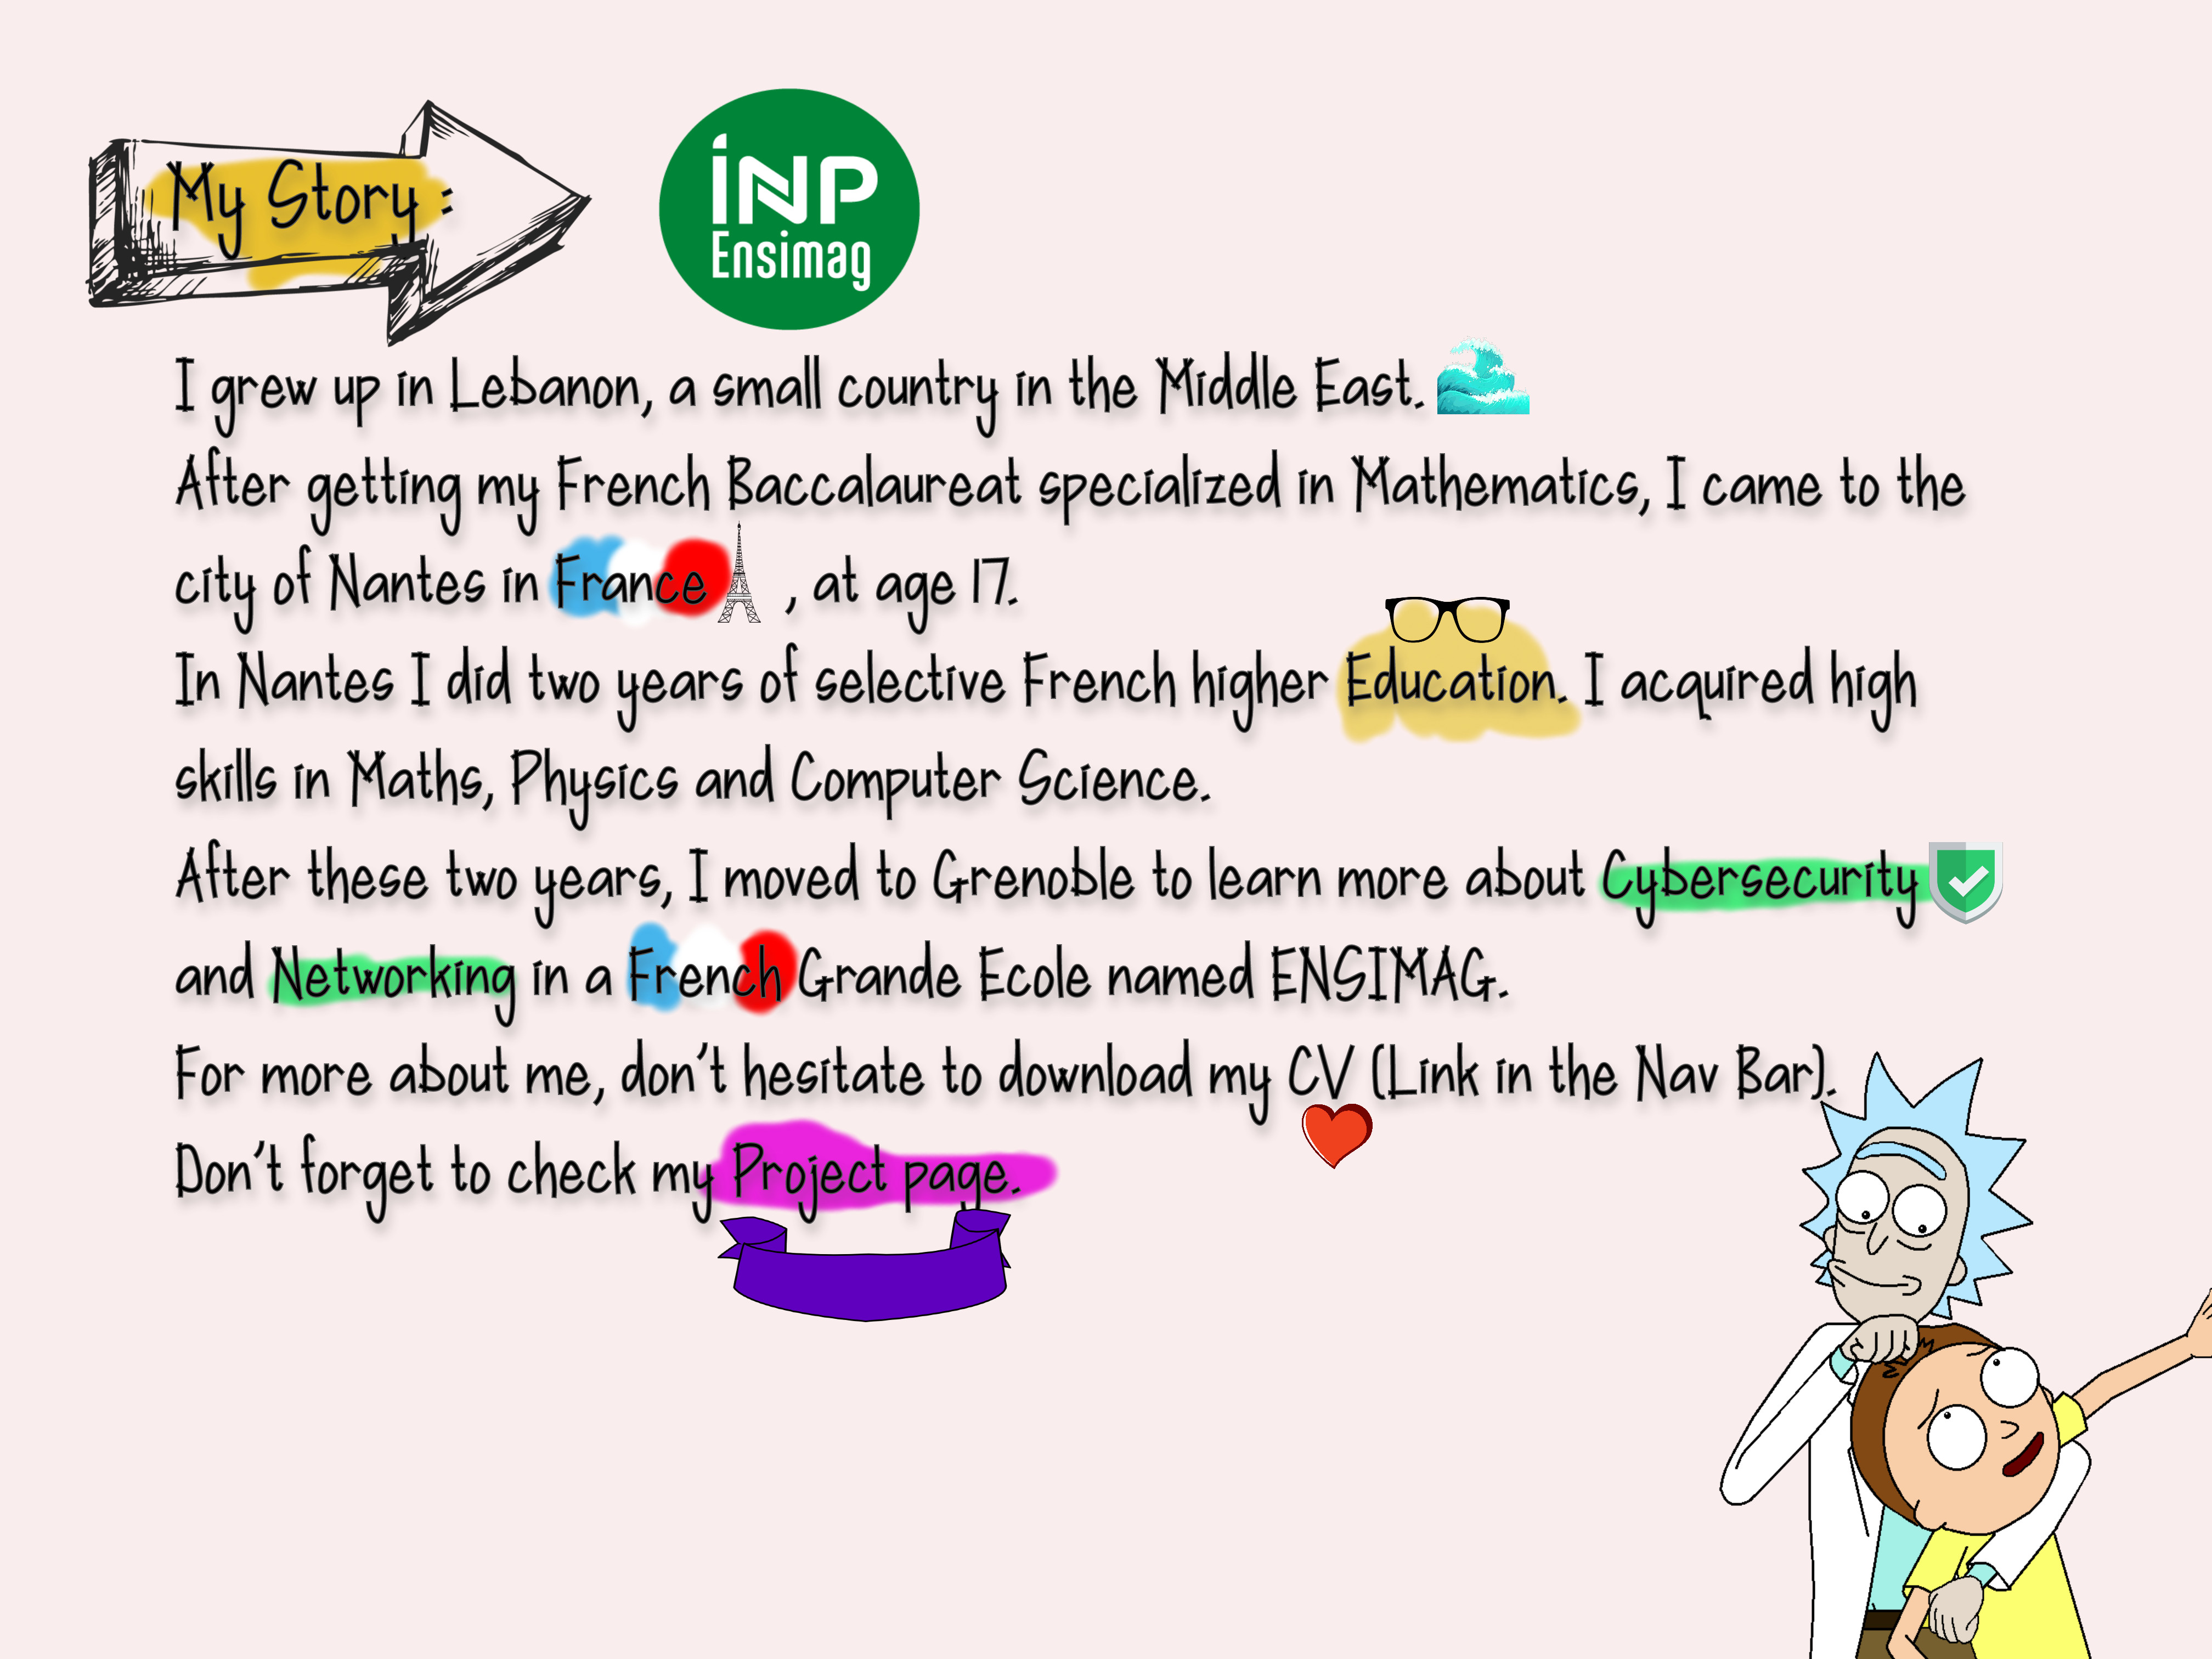 My Story :
iNP
Ensimag
I grew up in Lebanon, a small country in the Middle East.
After getting my French Baccalaureat specialized in Mathematics, I came to the
city of Nantes in France , at age 17.
In Nantes I did two years of selective French higher Education. I acquired high
skills in Maths, Physics and Computer Science.
After these two years, I moved to Grenoble to learn more about Cybersecurity
and Networking in a French Grande Ecole named ENSIMAG.
For more about me, don't hesitate to download my CV (Link in the Nav Bar).
Don't forget to check my Project page.